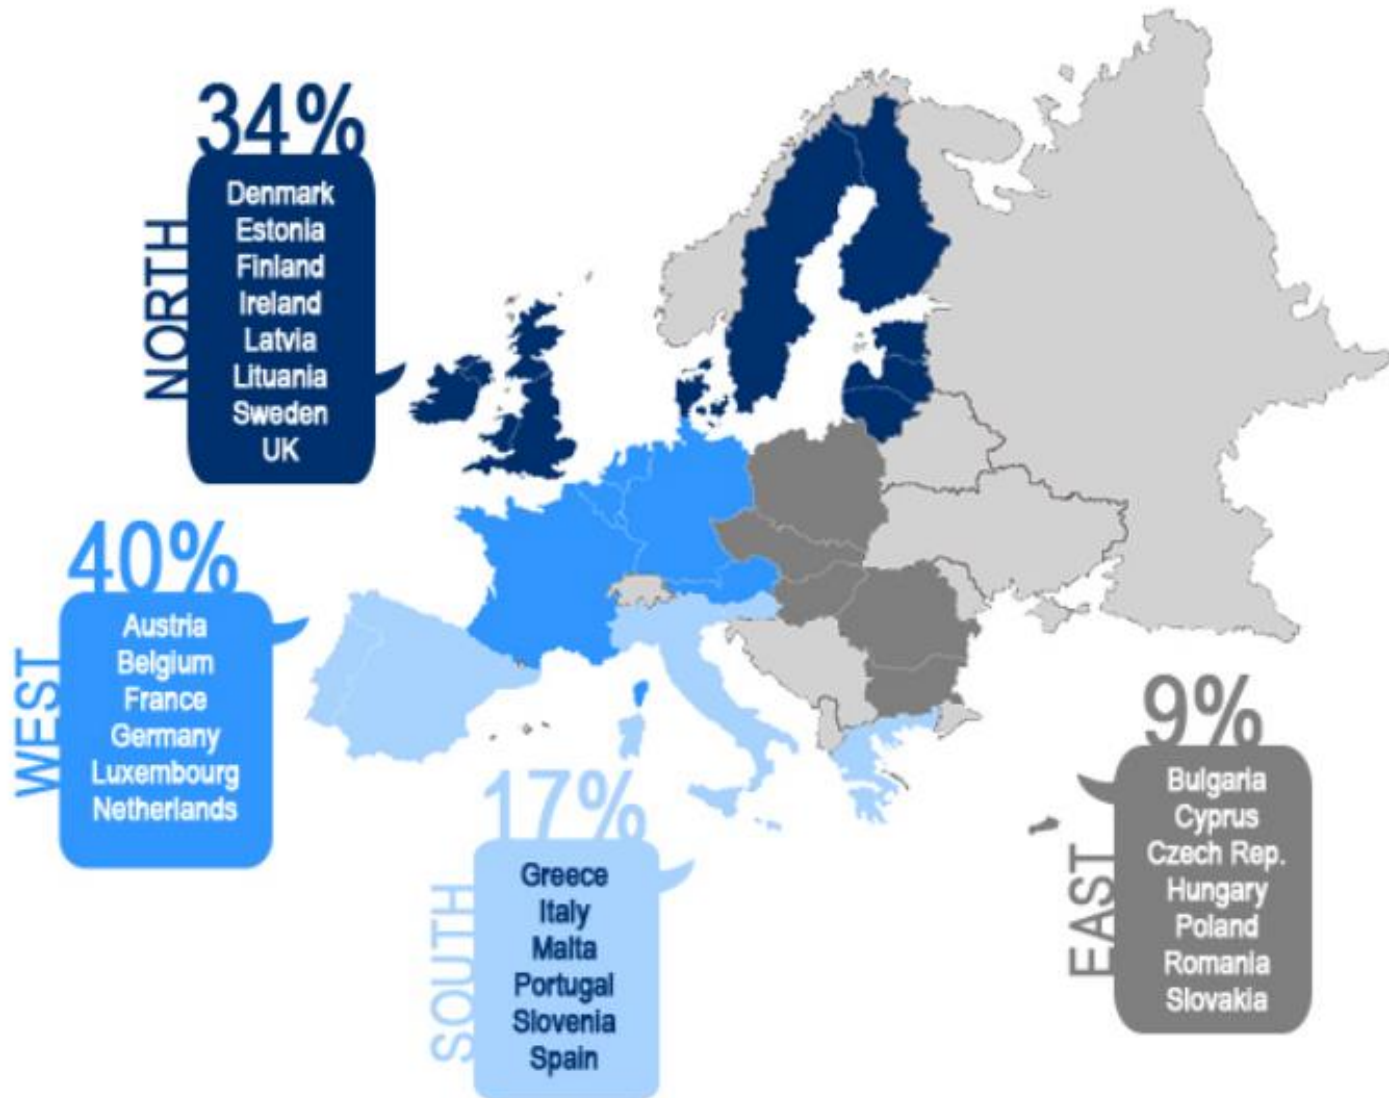 34%
NORTH
Denmark
Estonia
Finland
Ireland
Latvia
Lituania
Sweden
UK
40%
WEST
Austria
Belgium
France
Germany
Luxembourg
Netherlands
17%
SOUTH
Greece
Italy
Malta
Portugal
Slovenia
Spain
9%
EAST
Bulgaria
Cyprus
Czech Rep.
Hungary
Poland
Romania
Slovakia